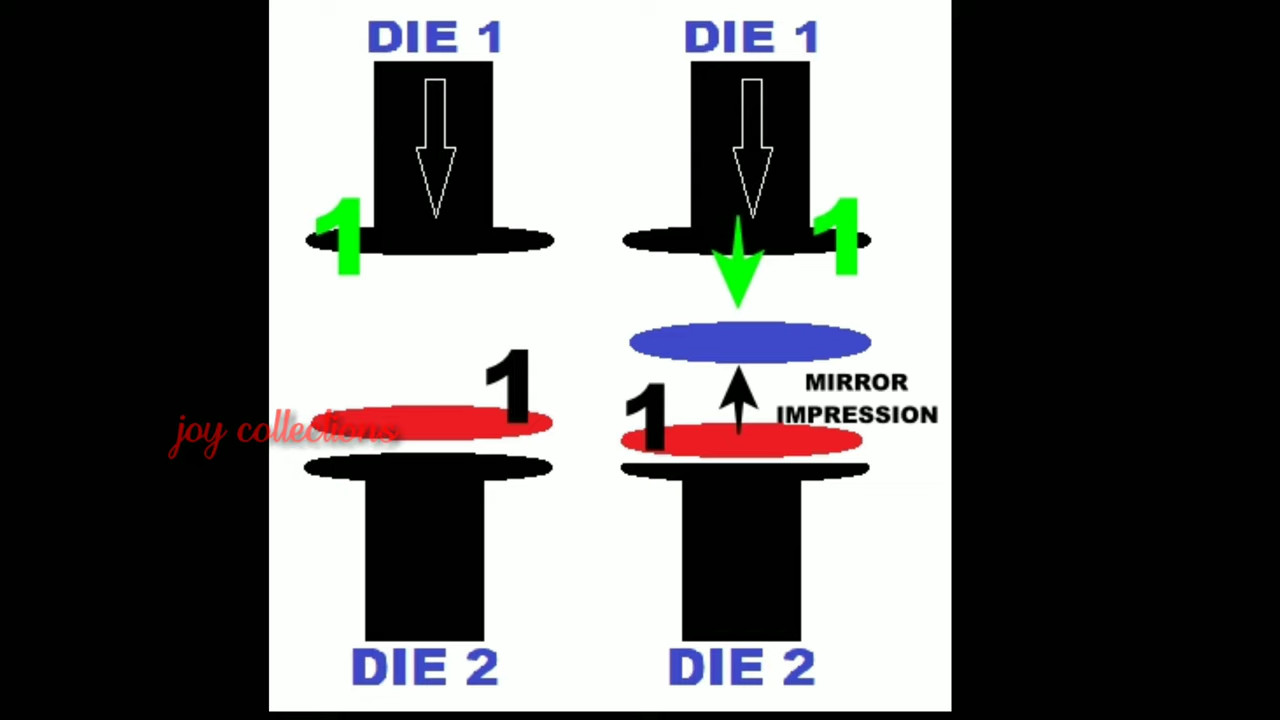 DIE 1
DIE 1
1
1
1
1
MIRROR
IMPRESSION
joy collections
DIE 2
DIE 2